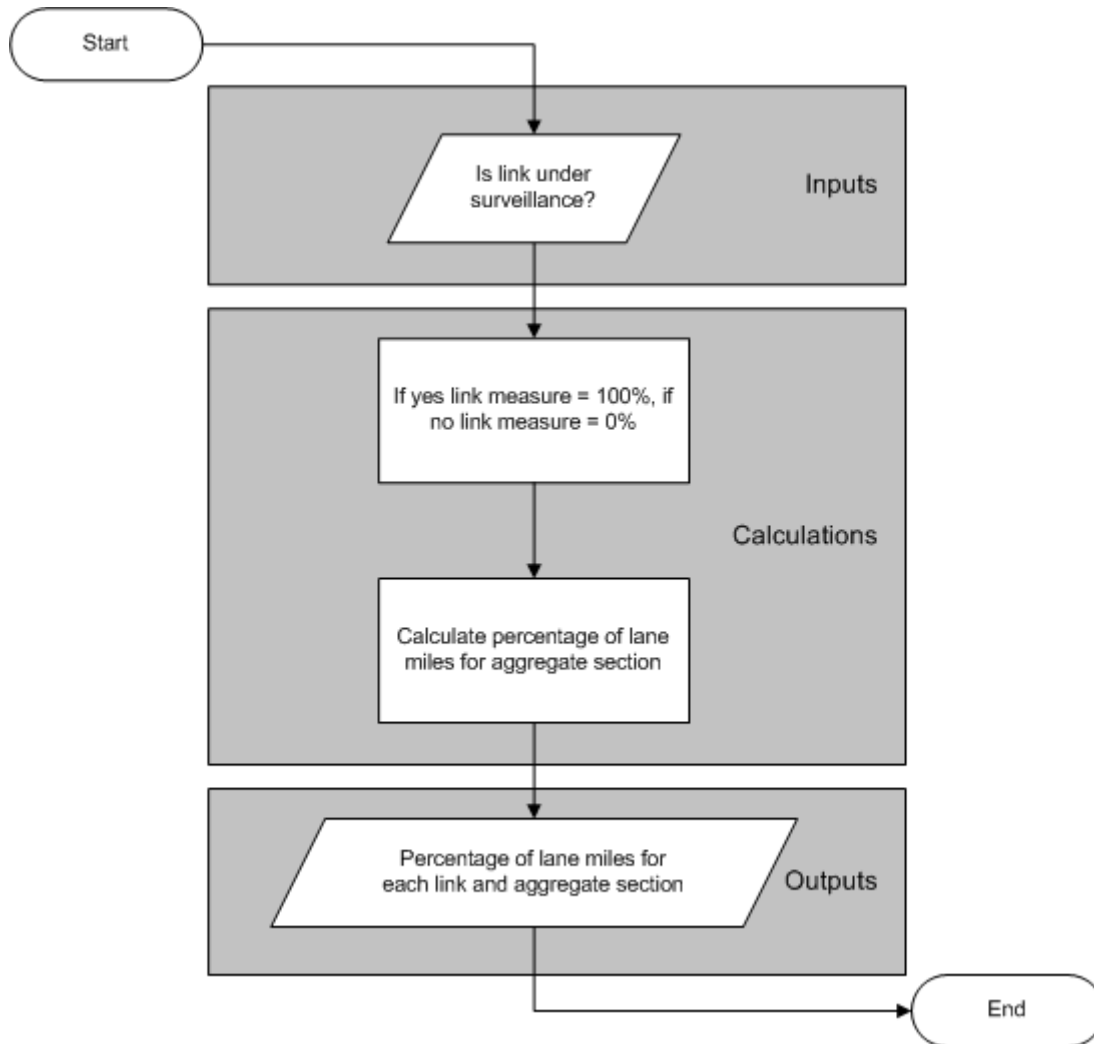 Start
Is link under
surveillance?
Inputs
If yes link measure = 100%, if
no link measure = 0%
Calculations
Calculate percentage of lane
miles for aggregate section
Percentage of lane miles for
each link and aggregate section
Outputs
End